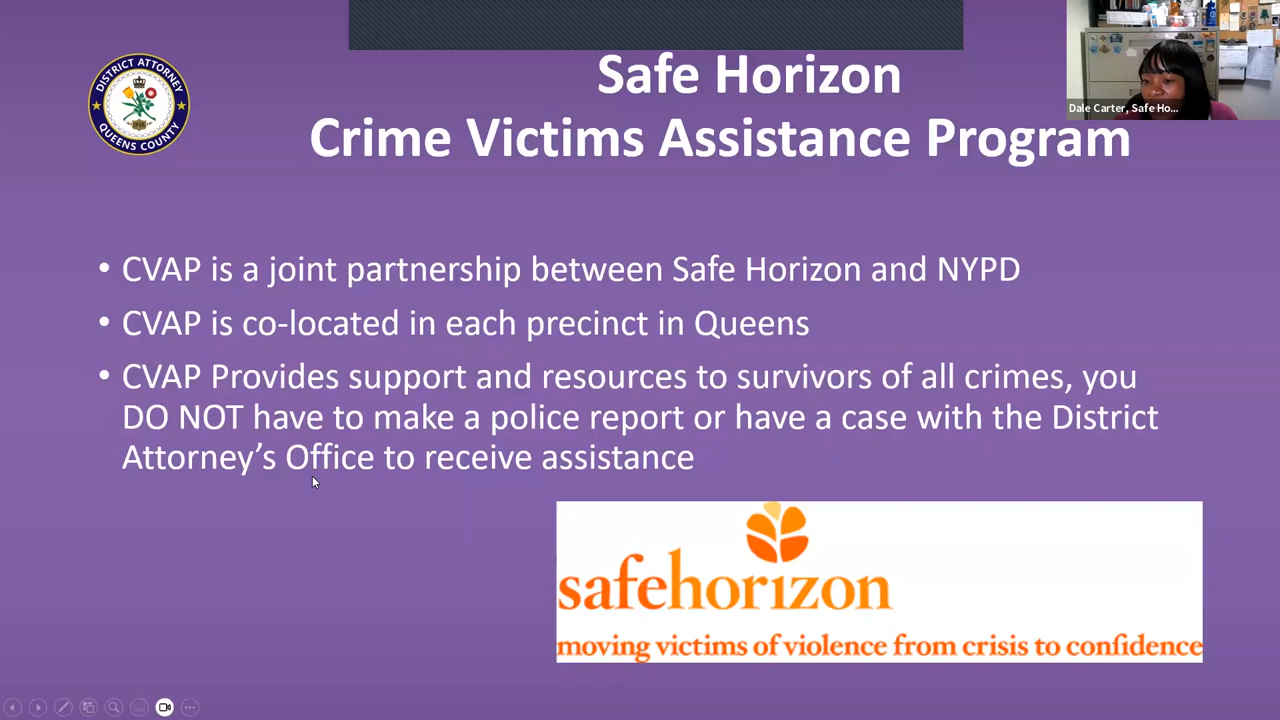 DISTRICT ATTORNEY
QUEENS COUNTY
Safe Horizon
Crime Victims Assistance Program
Dale Carter, Safe Ho...
• CVAP is a joint partnership between Safe Horizon and NYPD
• CVAP is co-located in each precinct in Queens
• CVAP Provides support and resources to survivors of all crimes, you
DO NOT have to make a police report or have a case with the District
Attorney’s Office to receive assistance
safehorizon
moving victims of violence from crisis to confidence